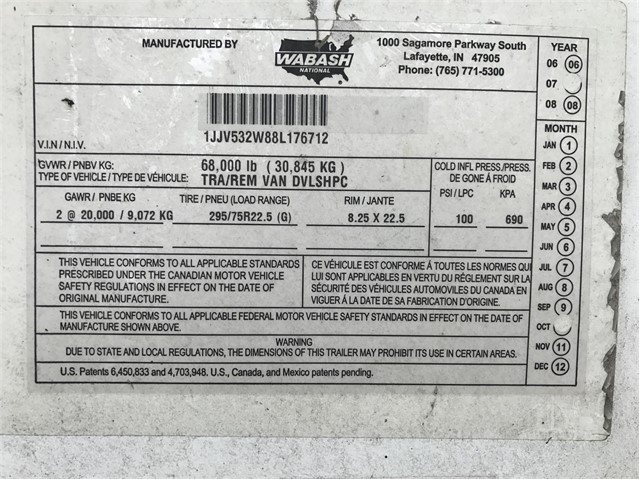 MANUFACTURED BY
WABASH
NATIONAL
1000 Sagamore Parkway South
Lafayette, IN 47905
Phone: (765) 771-5300
1JJV532W88L176712
V.I.N / N.I.V.
GVWR / PNBV KG: 68,000 lb ( 30,845 KG )
TYPE OF VEHICLE / TYPE DE VÉHICULE: TRA/REM VAN DVLSHPC
COLD INFL PRESS./PRESS.
DE GONE À FROID
GAWR / PNBE KG TIRE / PNEU (LOAD RANGE) RIM / JANTE PSI / LPC KPA
2 @ 20,000 / 9,072 KG 295/75R22.5 (G) 8.25 X 22.5 100 690
THIS VEHICLE CONFORMS TO ALL APPLICABLE STANDARDS
PRESCRIBED UNDER THE CANADIAN MOTOR VEHICLE
SAFETY REGULATIONS IN EFFECT ON THE DATE OF
ORIGINAL MANUFACTURE.
CE VÉHICULE EST CONFORME À TOUTES LES NORMES QUI
LUI SONT APPLICABLES EN VERTU DU RÉGLEMENT SUR LA
SÉCURITÉ DES VÉHICULES AUTOMOBILES DU CANADA EN
VIGUER À LA DATE DE SA FABRICATION D'ORIGINE.
THIS VEHICLE CONFORMS TO ALL APPLICABLE FEDERAL MOTOR VEHICLE SAFETY STANDARDS IN EFFECT ON THE DATE OF
MANUFACTURE SHOWN ABOVE.
WARNING
DUE TO STATE AND LOCAL REGULATIONS, THE DIMENSIONS OF THIS TRAILER MAY PROHIBIT ITS USE IN CERTAIN AREAS.
U.S. Patents 6,450,833 and 4,703,948. U.S., Canada, and Mexico patents pending.
YEAR
06 06
07
08 08
MONTH
JAN 1
FEB 2
MAR 3
APR 4
MAY 5
JUN 6
JUL 7
AUG 8
SEP 9
OCT
NOV 11
DEC 12